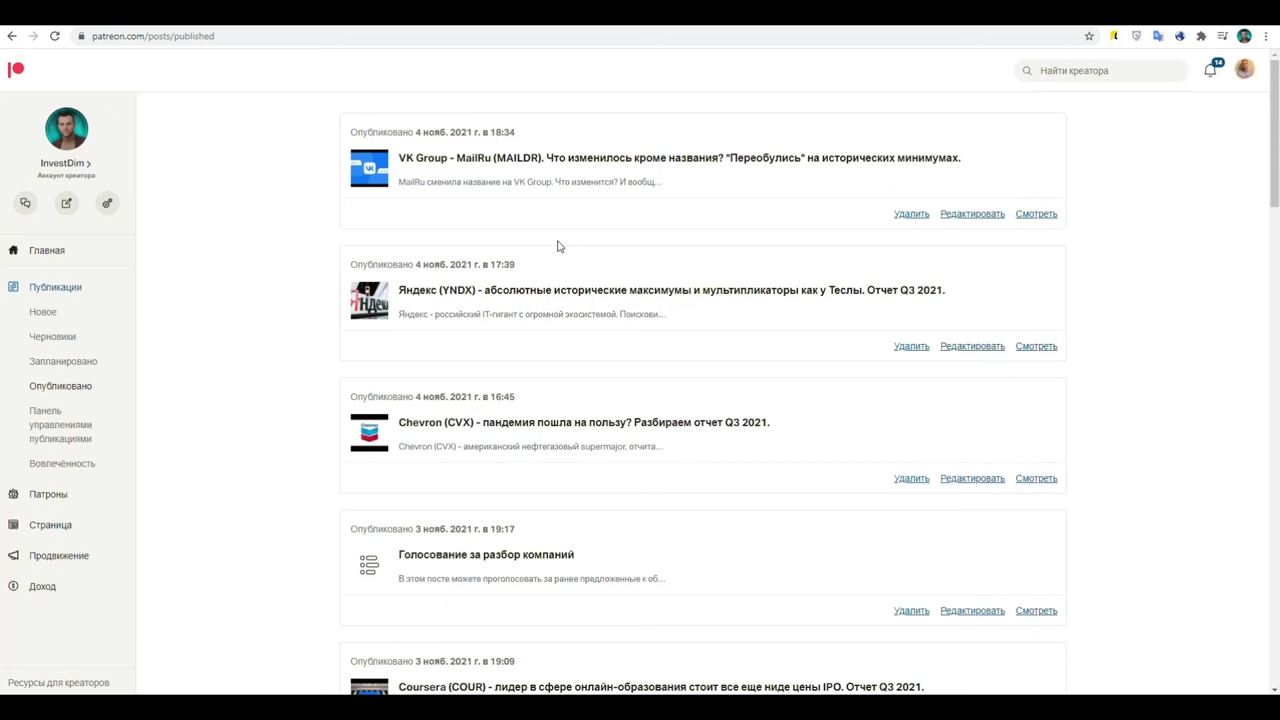 patreon.com/posts/published
Найти креатора
14
InvestDim
Аккаунт креатора
Главная
Публикации
Новое
Черновики
Запланировано
Опубликовано
Панель
управлениями
публикациями
Вовлечённость
Патроны
Страница
Продвижение
Доход
Ресурсы для креаторов
Опубликовано 4 нояб. 2021 г. в 18:34
VK Group - MailRu (MAILDR). Что изменилось кроме названия? "Переобулись" на исторических минимумах.
MailRu сменила название на VK Group. Что изменится? И вообщ...
Удалить Редактировать Смотреть
Опубликовано 4 нояб. 2021 г. в 17:39
Яндекс (YNDX) - абсолютные исторические максимумы и мультипликаторы как у Теслы. Отчет Q3 2021.
Яндекс - российский IT-гигант с огромной экосистемой. Поискови...
Удалить Редактировать Смотреть
Опубликовано 4 нояб. 2021 г. в 16:45
Chevron (CVX) - пандемия пошла на пользу? Разбираем отчет Q3 2021.
Chevron (CVX) - американский нефтегазовый supermajor, отчита...
Удалить Редактировать Смотреть
Опубликовано 3 нояб. 2021 г. в 19:17
Голосование за разбор компаний
В этом посте можете проголосовать за ранее предложенные к об...
Удалить Редактировать Смотреть
Опубликовано 3 нояб. 2021 г. в 19:09
Coursera (COUR) - лидер в сфере онлайн-образования стоит все еще ниде цены IPO. Отчет Q3 2021.